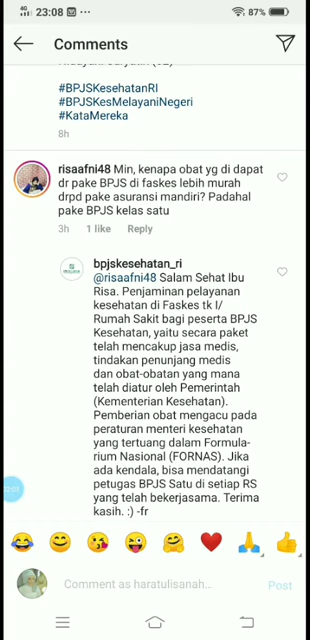 4G 23:08 87%
Comments
#BPJSKesehatanRI
#BPJSKesMelayaniNegeri
#KataMereka
8h
risaafni48 Min, kenapa obat yg di dapat
dr pake BPJS di faskes lebih murah
drpd pake asuransi mandiri? Padahal
pake BPJS kelas satu
3h 1 like Reply
bpjskesehatan_ri
@risaafni48 Salam Sehat Ibu
Risa. Penjaminan pelayanan
kesehatan di Faskes tk I/
Rumah Sakit bagi peserta BPJS
Kesehatan, yaitu secara paket
telah mencakup jasa medis,
tindakan penunjang medis
dan obat-obatan yang mana
telah diatur oleh Pemerintah
(Kementerian Kesehatan).
Pemberian obat mengacu pada
peraturan menteri kesehatan
yang tertuang dalam Formula-
rium Nasional (FORNAS). Jika
ada kendala, bisa mendatangi
petugas BPJS Satu di setiap RS
yang telah bekerjasama. Terima
kasih. :) -fr
Comment as haratulisanah...
Post